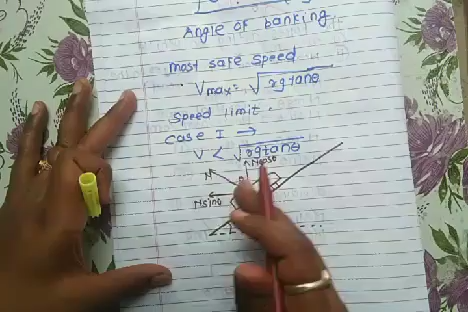 Angle of banking
most safe speed
Vmax = √rgtanθ
speed limit.
case I →
V < √rgtanθ
Ncosθ
N
Nsinθ